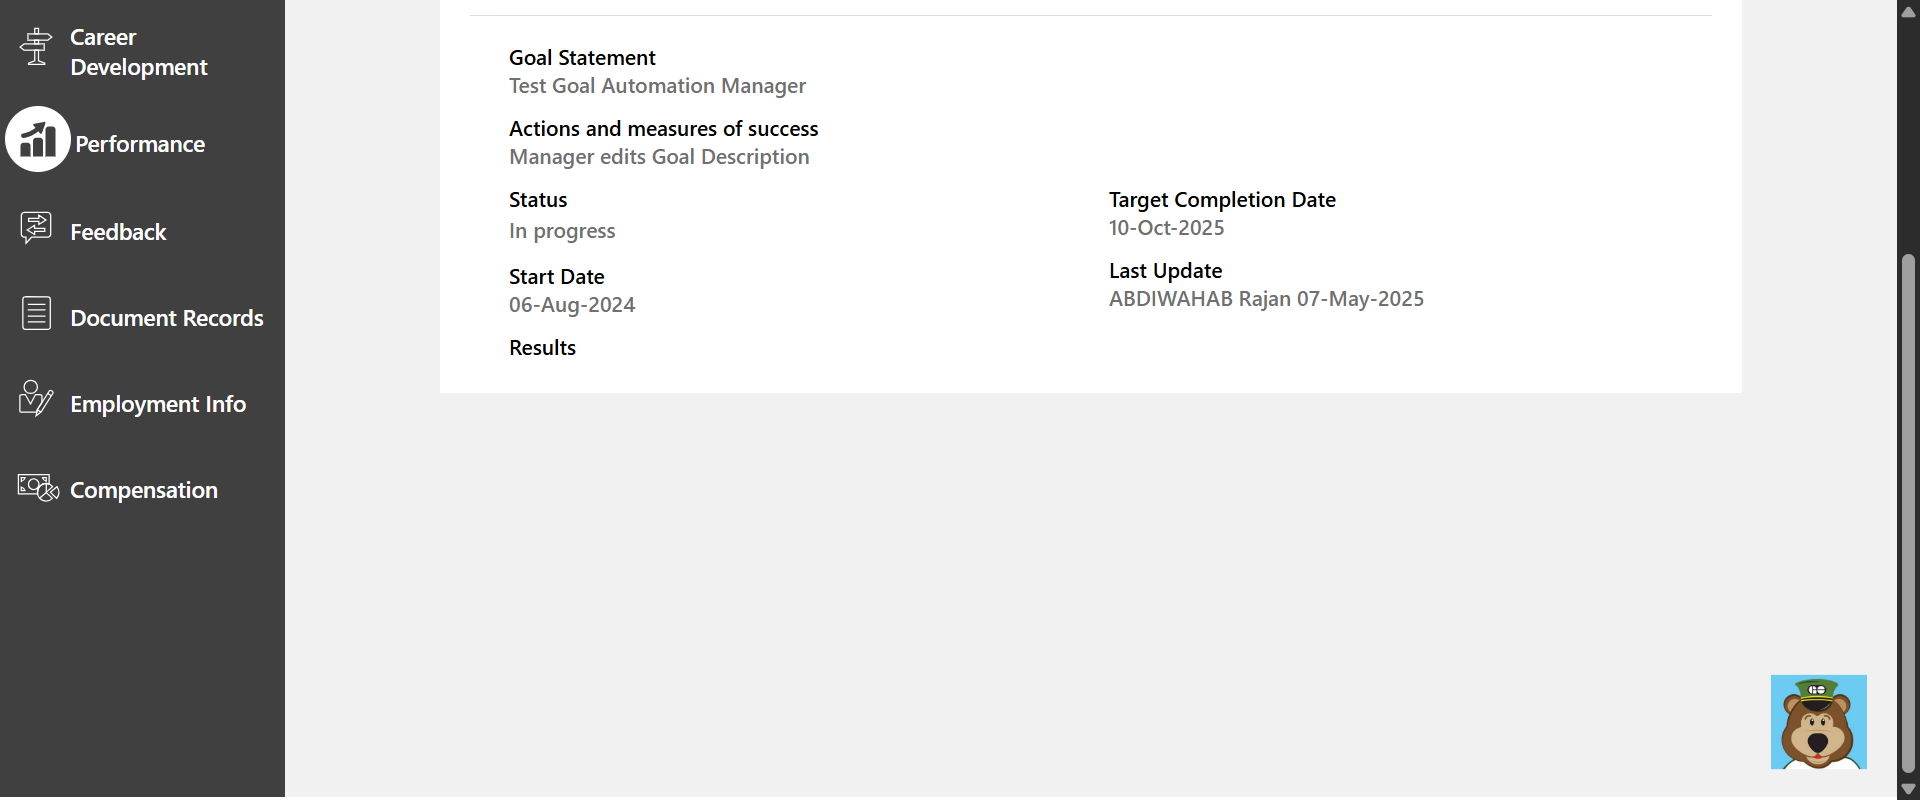 Career
Development
Performance
Feedback
Document Records
Employment Info
Compensation
Goal Statement
Test Goal Automation Manager
Actions and measures of success
Manager edits Goal Description
Status
In progress
Target Completion Date
10-Oct-2025
Start Date
06-Aug-2024
Last Update
ABDIWAHAB Rajan 07-May-2025
Results
GO